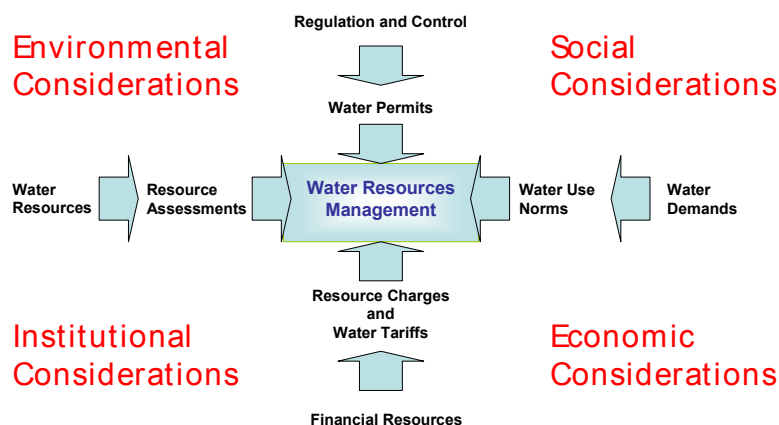 Regulation and Control
Environmental
Considerations
Social
Considerations
Water Permits
Water
Resources
Resource
Assessments
Water Resources
Management
Water Use
Norms
Water
Demands
Resource Charges
and
Water Tariffs
Institutional
Considerations
Economic
Considerations
Financial Resources